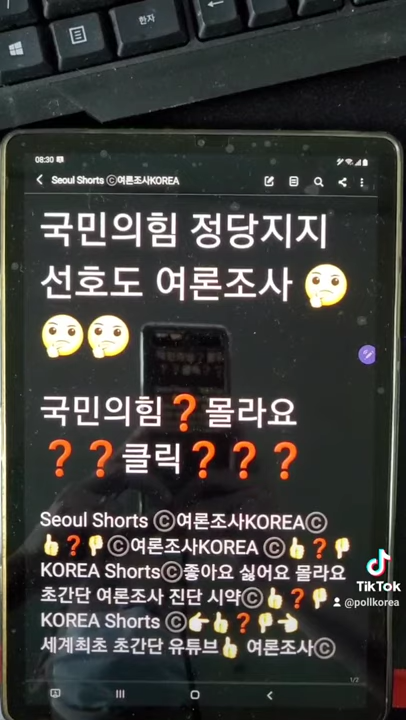 한자
08:30
Seoul Shorts ⓒ여론조사KOREA
국민의힘 정당지지
선호도 여론조사 🤔
🤔🤔
국민의힘❓몰라요
❓❓클릭❓❓❓
Seoul Shorts ⓒ여론조사KOREAⓒ
👍❓👎ⓒ여론조사KOREA ⓒ👍❓👎
KOREA Shortsⓒ좋아요 싫어요 몰라요
초간단 여론조사 진단 시약ⓒ👍❓👎
KOREA Shorts ⓒ👉👍❓👎👈
세계최초 초간단 유튜브👍 여론조사ⓒ
1/2
TikTok
@pollkorea